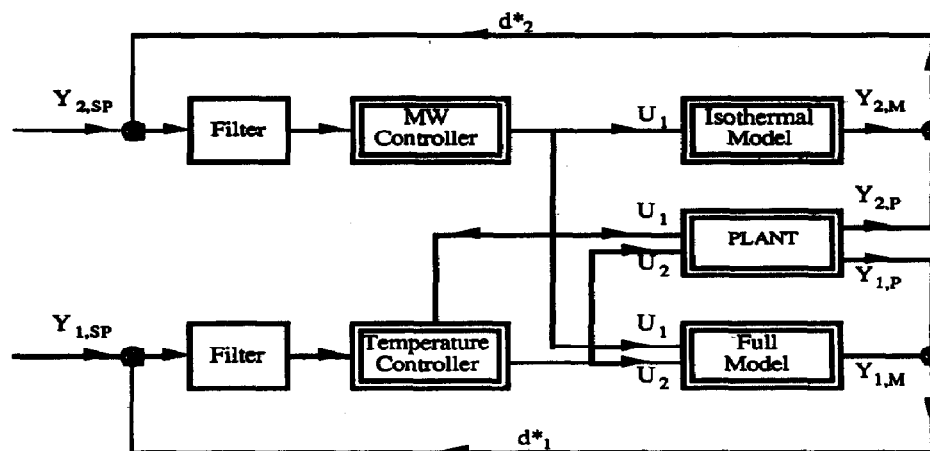 d*2
Y2,SP
Filter
MW
Controller
U1
Isothermal
Model
Y2,M
U1
U2
PLANT
Y2,P
Y1,P
Y1,SP
Filter
Temperature
Controller
U1
U2
Full
Model
Y1,M
d*1